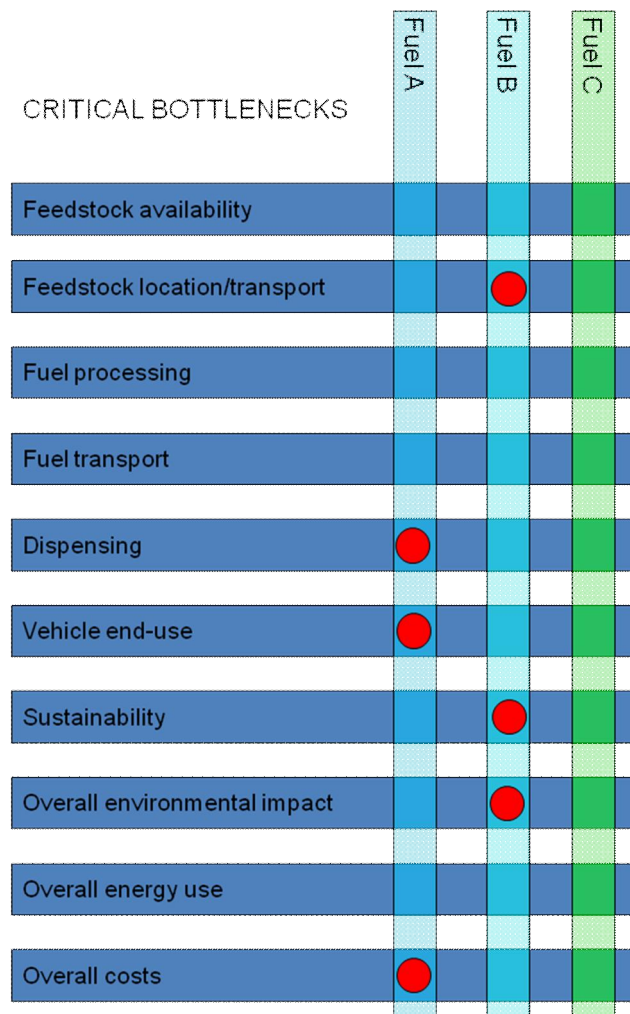 Fuel A
Fuel B
Fuel C
CRITICAL BOTTLENECKS
Feedstock availability
Feedstock location/transport
Fuel processing
Fuel transport
Dispensing
Vehicle end-use
Sustainability
Overall environmental impact
Overall energy use
Overall costs